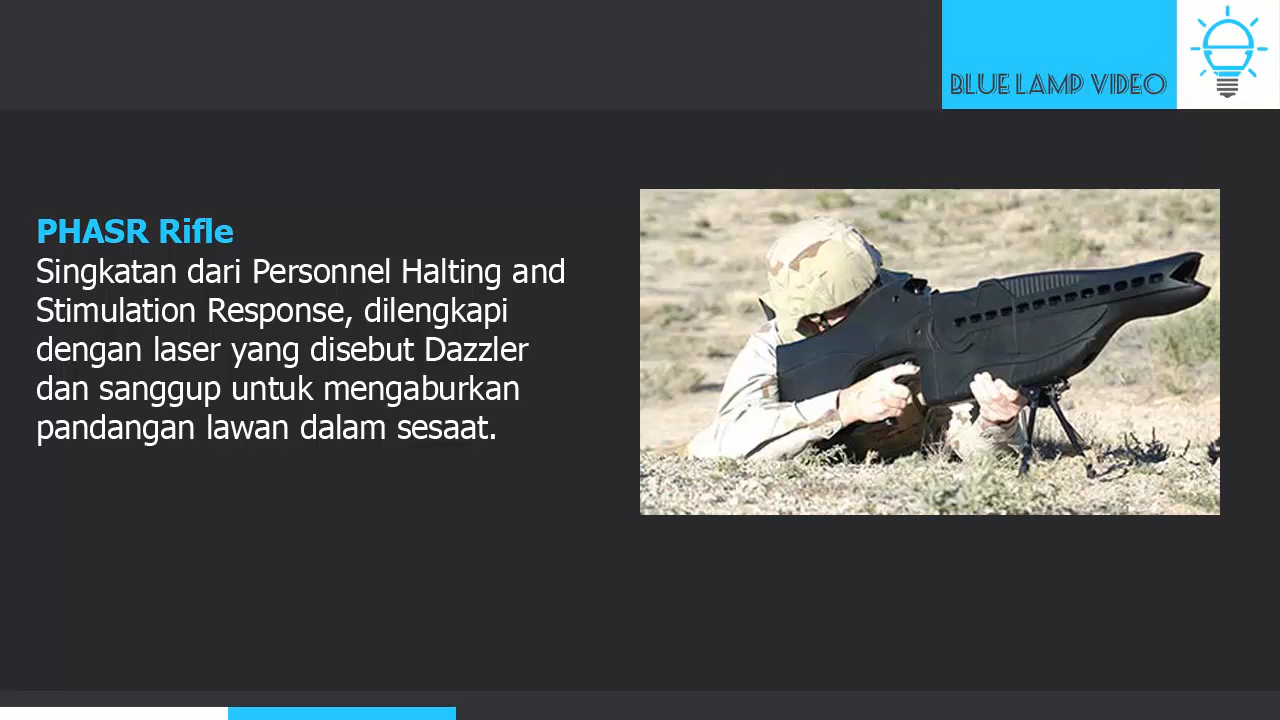 BLUE LAMP VIDEO
PHASR Rifle
Singkatan dari Personnel Halting and
Stimulation Response, dilengkapi
dengan laser yang disebut Dazzler
dan sanggup untuk mengaburkan
pandangan lawan dalam sesaat.